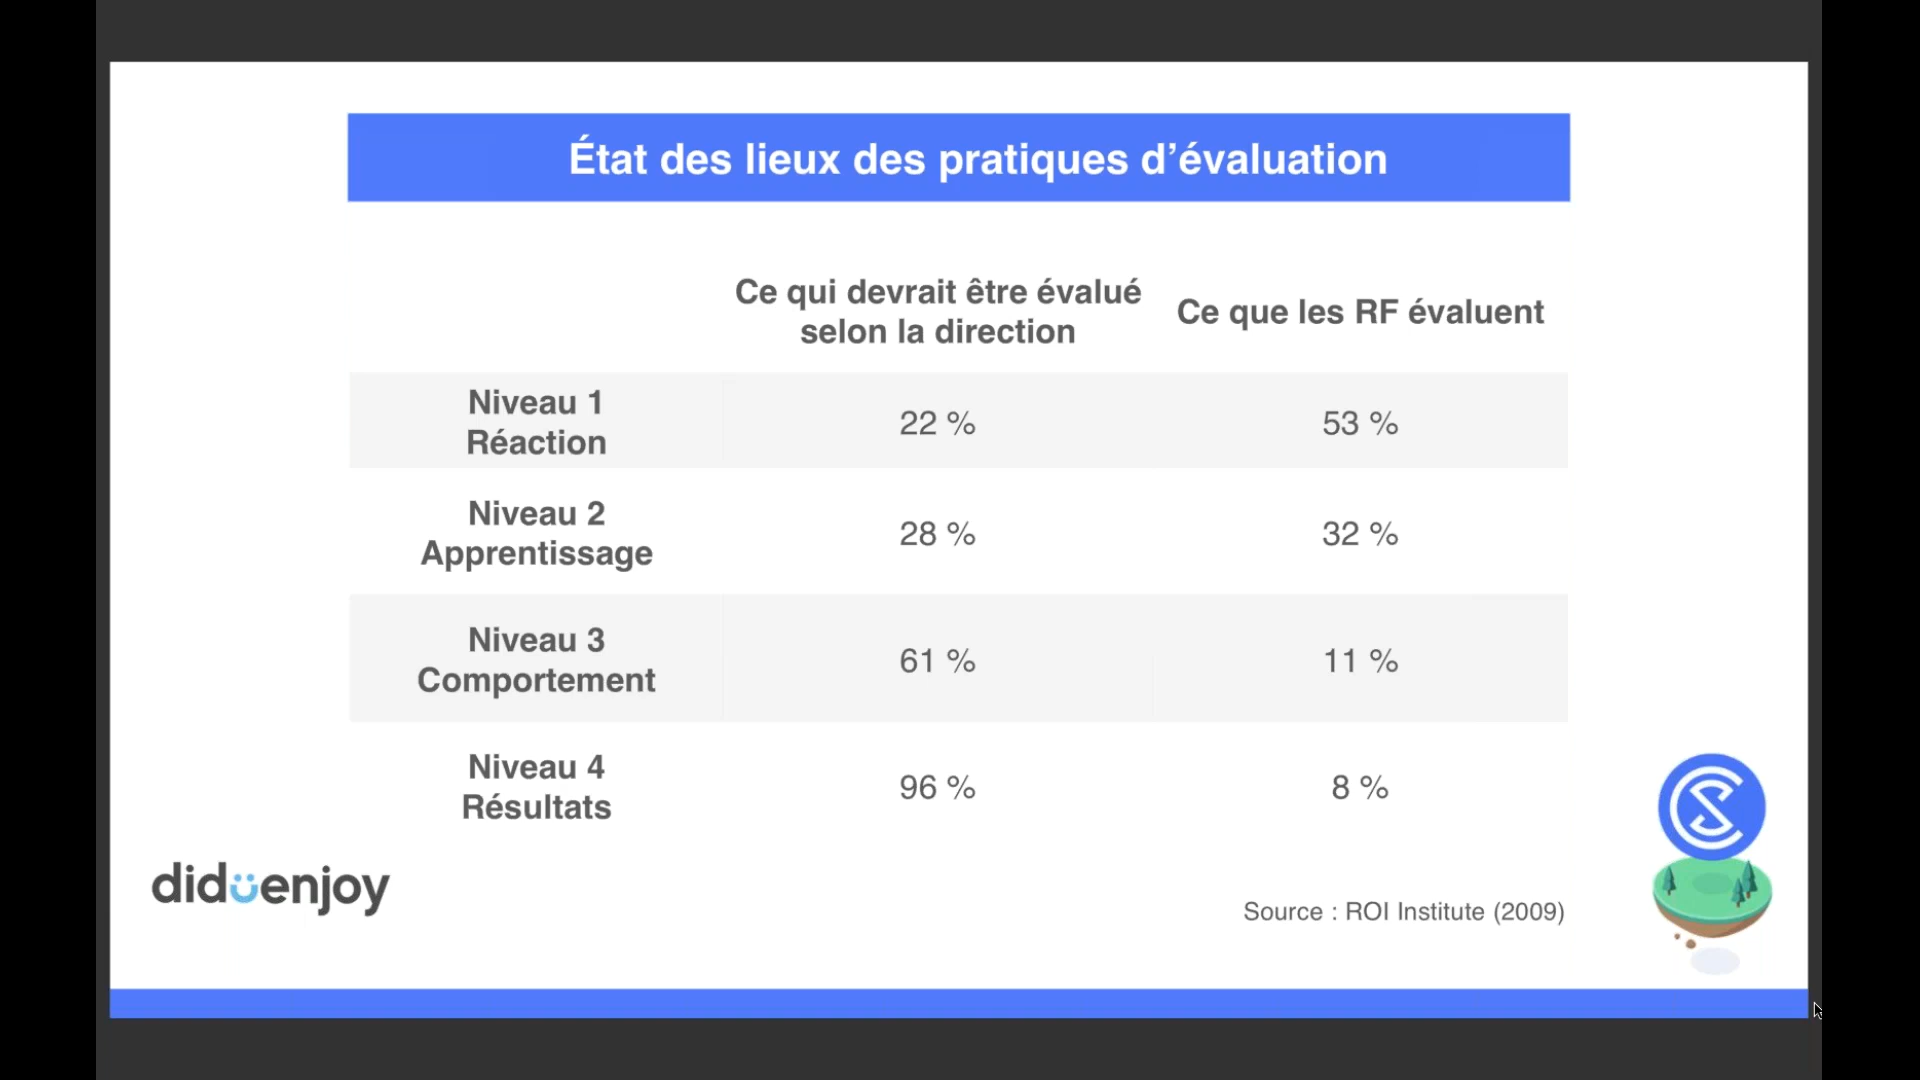 État des lieux des pratiques d’évaluation
Ce qui devrait être évalué
selon la direction
Ce que les RF évaluent
Niveau 1
Réaction
22 %
53 %
Niveau 2
Apprentissage
28 %
32 %
Niveau 3
Comportement
61 %
11 %
Niveau 4
Résultats
96 %
8 %
diduenjoy
Source : ROI Institute (2009)